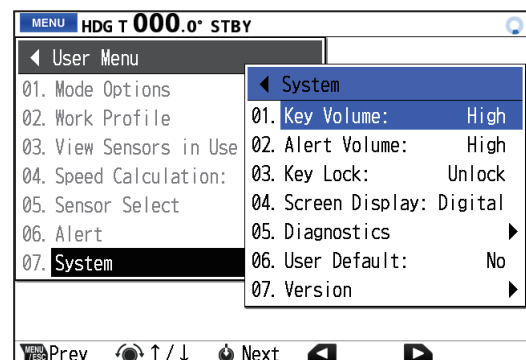 MENU HDG T 000.0° STBY
◀ User Menu
01. Mode Options
02. Work Profile
03. View Sensors in Use
04. Speed Calculation:
05. Sensor Select
06. Alert
07. System
◀ System
01. Key Volume: High
02. Alert Volume: High
03. Key Lock: Unlock
04. Screen Display: Digital
05. Diagnostics ▶
06. User Default: No
07. Version ▶
MENU/ESC Prev ↑/↓ Next ◀ ▶